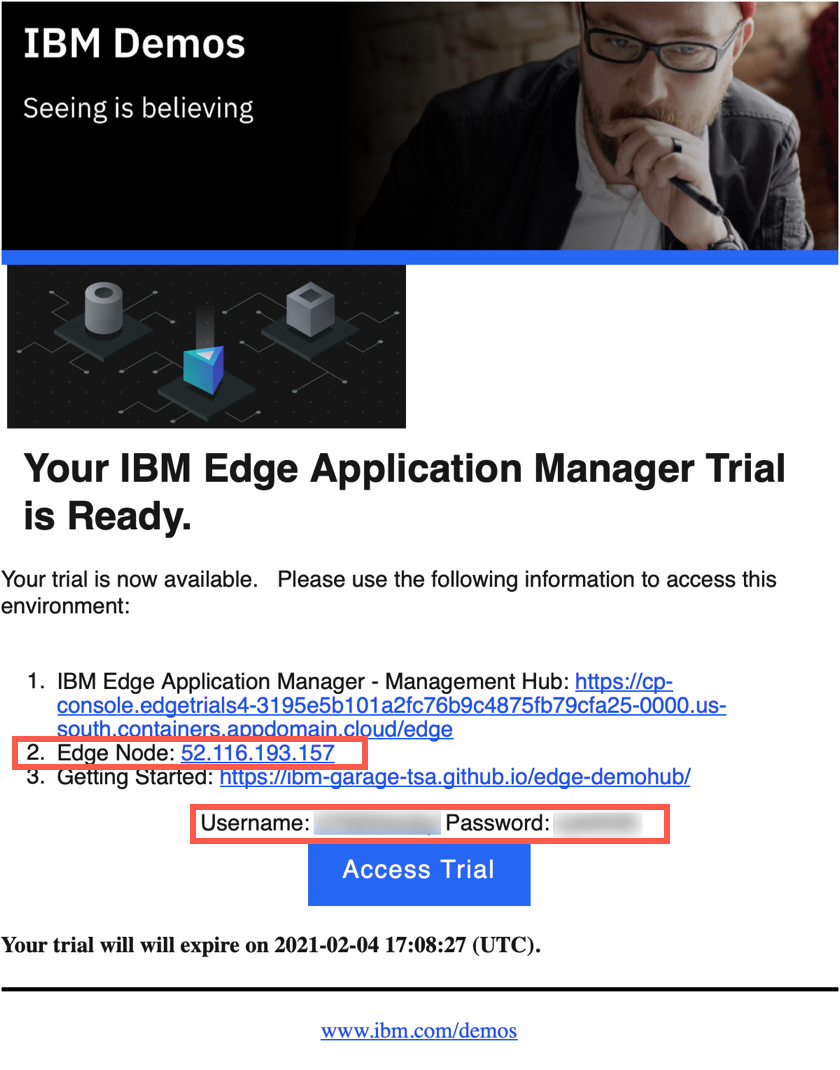 IBM Demos
Seeing is believing
Your IBM Edge Application Manager Trial
is Ready.
Your trial is now available.   Please use the following information to access this
environment:
1. IBM Edge Application Manager - Management Hub: https://cp-
console.edgetrials4-3195e5b101a2fc76b9c4875fb79cfa25-0000.us-
south.containers.appdomain.cloud/edge
2. Edge Node: 52.116.193.157
3. Getting Started: https://ibm-garage-tsa.github.io/edge-demohub/
Username: Password:
Access Trial
Your trial will will expire on 2021-02-04 17:08:27 (UTC).
www.ibm.com/demos